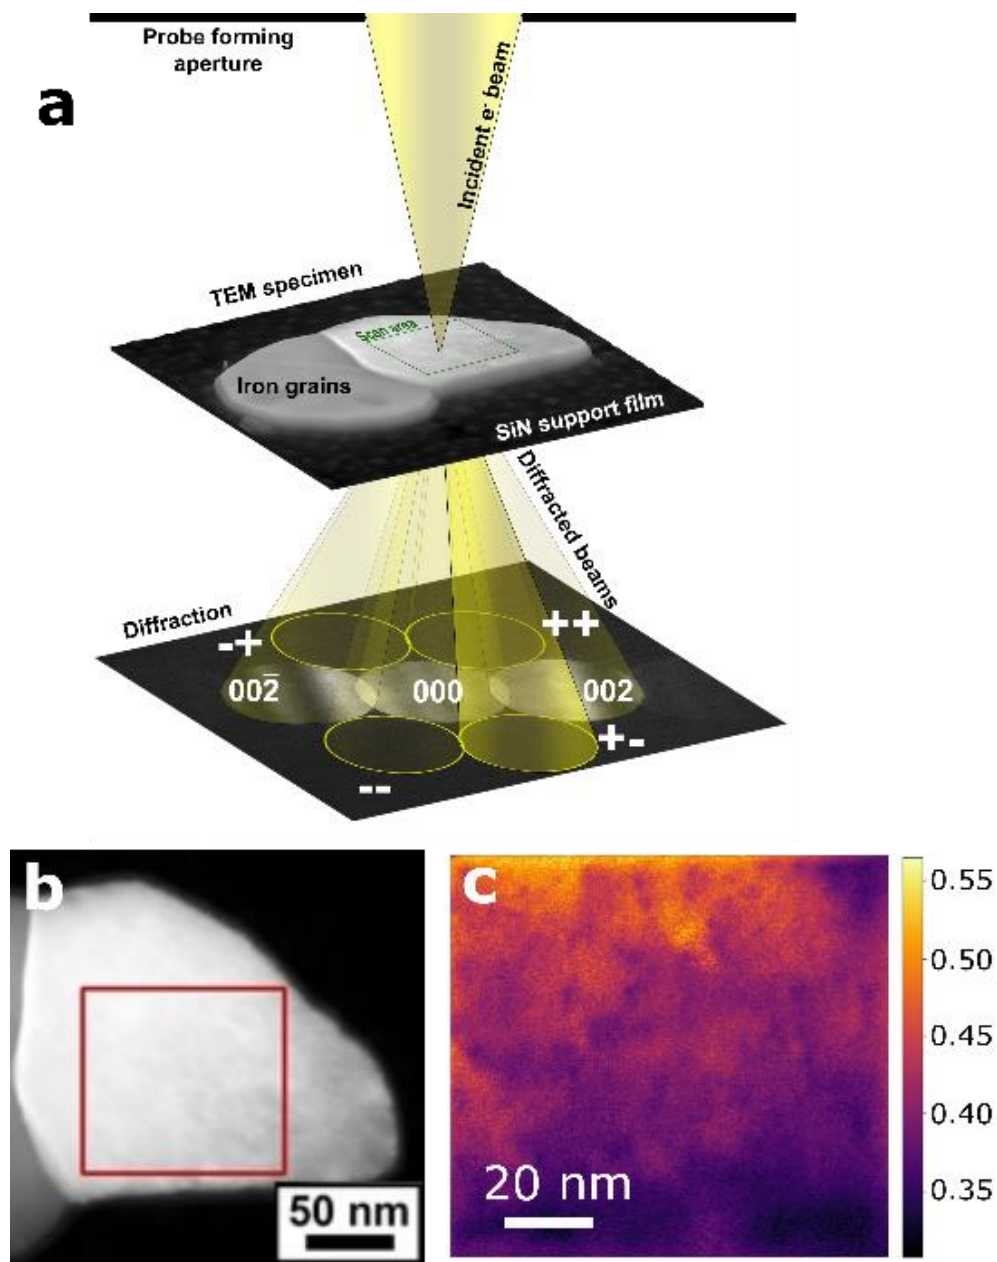 Probe forming
aperture
a
Incident e⁻ beam
TEM specimen
Scan area
Iron grains
SiN support film
Diffracted beams
Diffraction
-+
++
002̅
000
002
+-
--
b
50 nm
c
20 nm
0.55
0.50
0.45
0.40
0.35